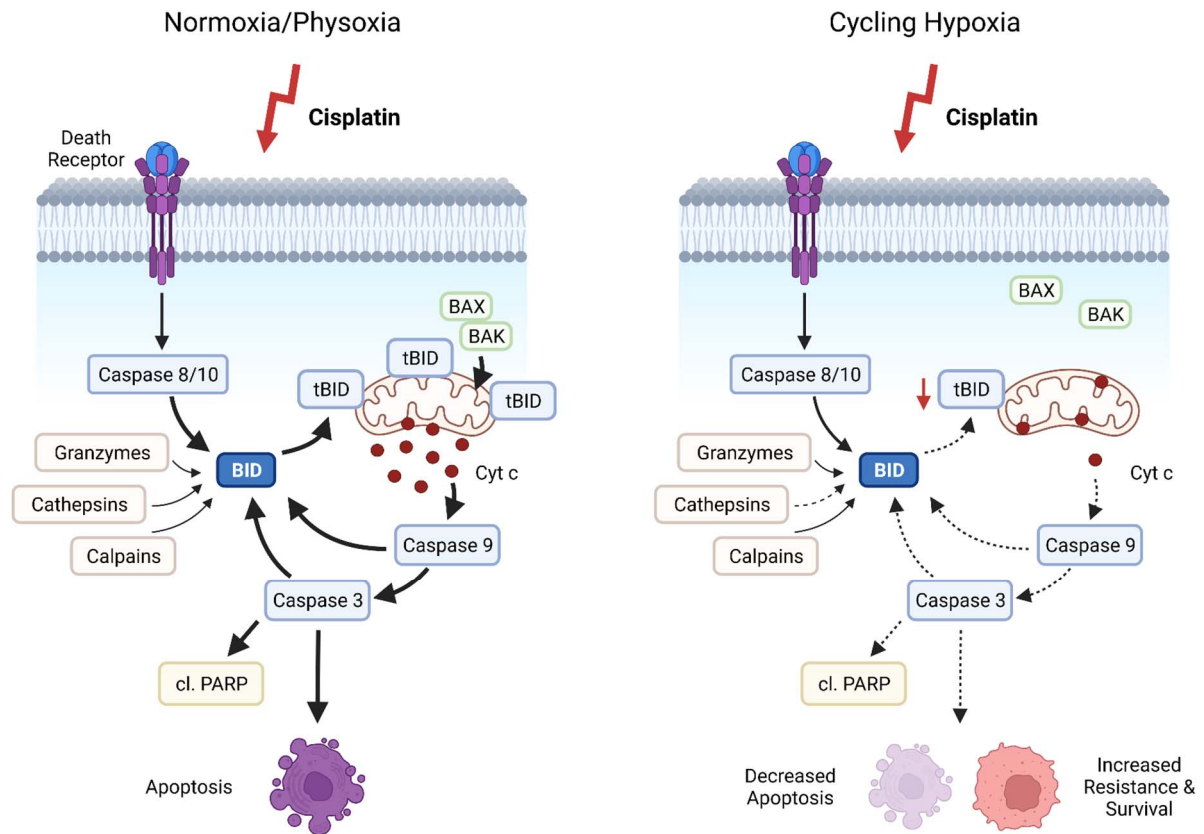 Normoxia/Physoxia
Cisplatin
Death
Receptor
BAX
BAK
tBID
tBID
tBID
Caspase 8/10
Granzymes
BID
Cathepsins
Cyt c
Calpains
Caspase 9
Caspase 3
cl. PARP
Apoptosis
Cycling Hypoxia
Cisplatin
BAX
BAK
Caspase 8/10
tBID
Granzymes
BID
Cathepsins
Cyt c
Calpains
Caspase 9
Caspase 3
cl. PARP
Decreased
Apoptosis
Increased
Resistance &
Survival